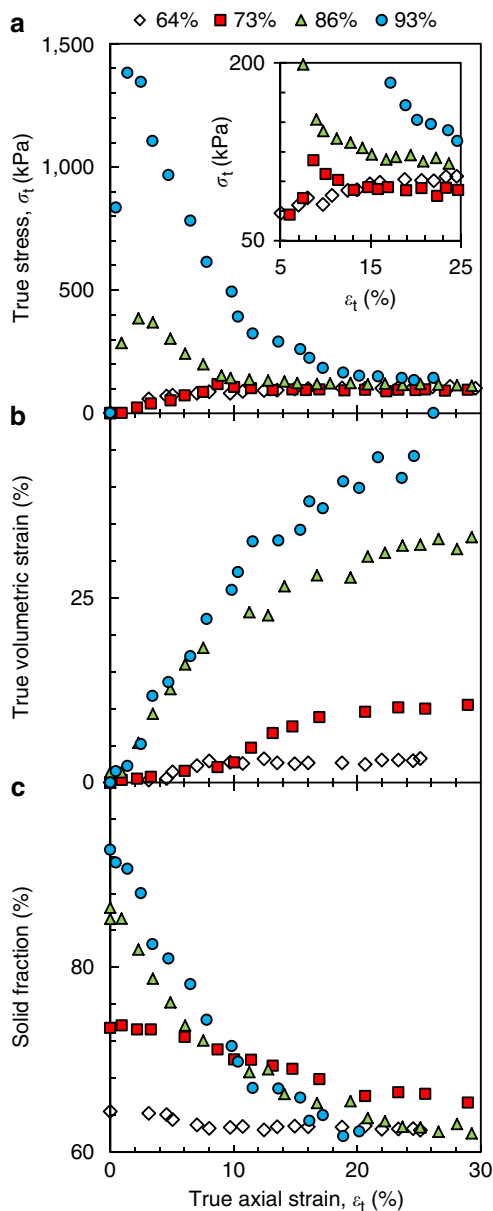 64% 73% 86% 93%
a
1,500
1,000
500
0
True stress, σt (kPa)
200
50
σt (kPa)
5 15 25
εt (%)
b
25
0
True volumetric strain (%)
c
80
60
Solid fraction (%)
0 10 20 30
True axial strain, εt (%)